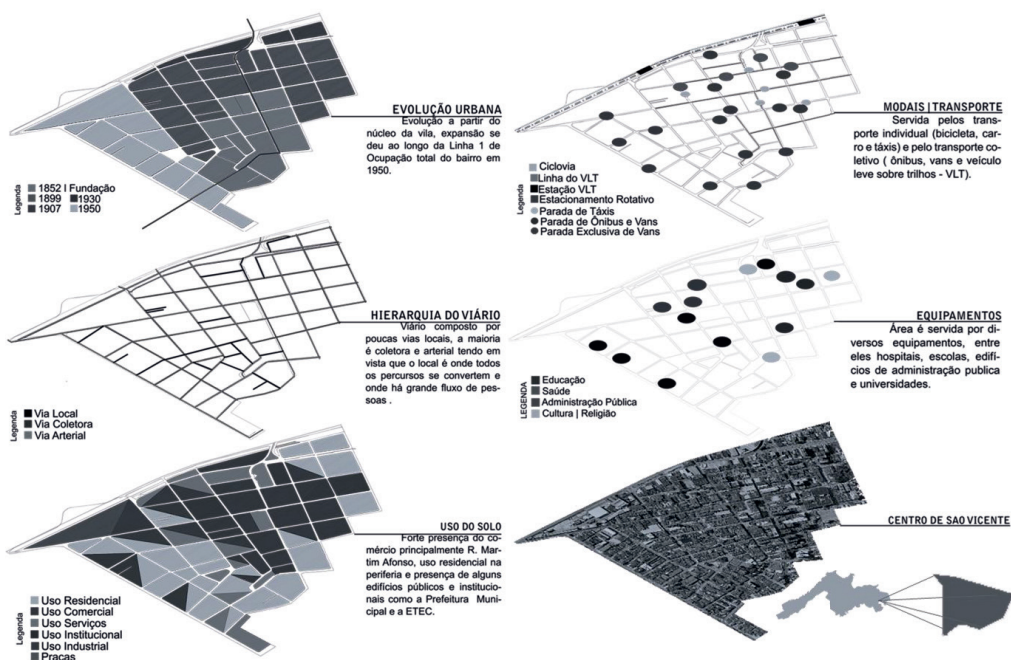 EVOLUÇÃO URBANA
Evolução a partir do
núcleo da vila, expansão se
deu ao longo da Linha 1 de
Ocupação total do bairro em
1950.
Legenda
1852 | Fundação
1899
1930
1907
1950
MODAIS | TRANSPORTE
Servida pelos trans-
porte individual (bicicleta, car-
ro e táxis) e pelo transporte co-
letivo ( ônibus, vans e veículo
leve sobre trilhos - VLT).
Legenda
Ciclovia
Linha do VLT
Estação VLT
Estacionamento Rotativo
Parada de Táxis
Parada de Ônibus e Vans
Parada Exclusiva de Vans
HIERARQUIA DO VIÁRIO
Viário composto por
poucas vias locais, a maioria
é coletora e arterial tendo em
vista que o local é onde todos
os percursos se convertem e
onde há grande fluxo de pes-
soas .
Legenda
Via Local
Via Coletora
Via Arterial
EQUIPAMENTOS
Área é servida por di-
versos equipamentos, entre
eles hospitais, escolas, edifí-
cios de administração publica
e universidades.
LEGENDA
Educação
Saúde
Administração Pública
Cultura | Religião
USO DO SOLO
Forte presença do co-
mércio principalmente R. Mar-
tim Afonso, uso residencial na
periferia e presença de alguns
edifícios públicos e institucio-
nais como a Prefeitura Muni-
cipal e a ETEC.
Legenda
Uso Residencial
Uso Comercial
Uso Serviços
Uso Institucional
Uso Industrial
Praças
CENTRO DE SAO VICENTE